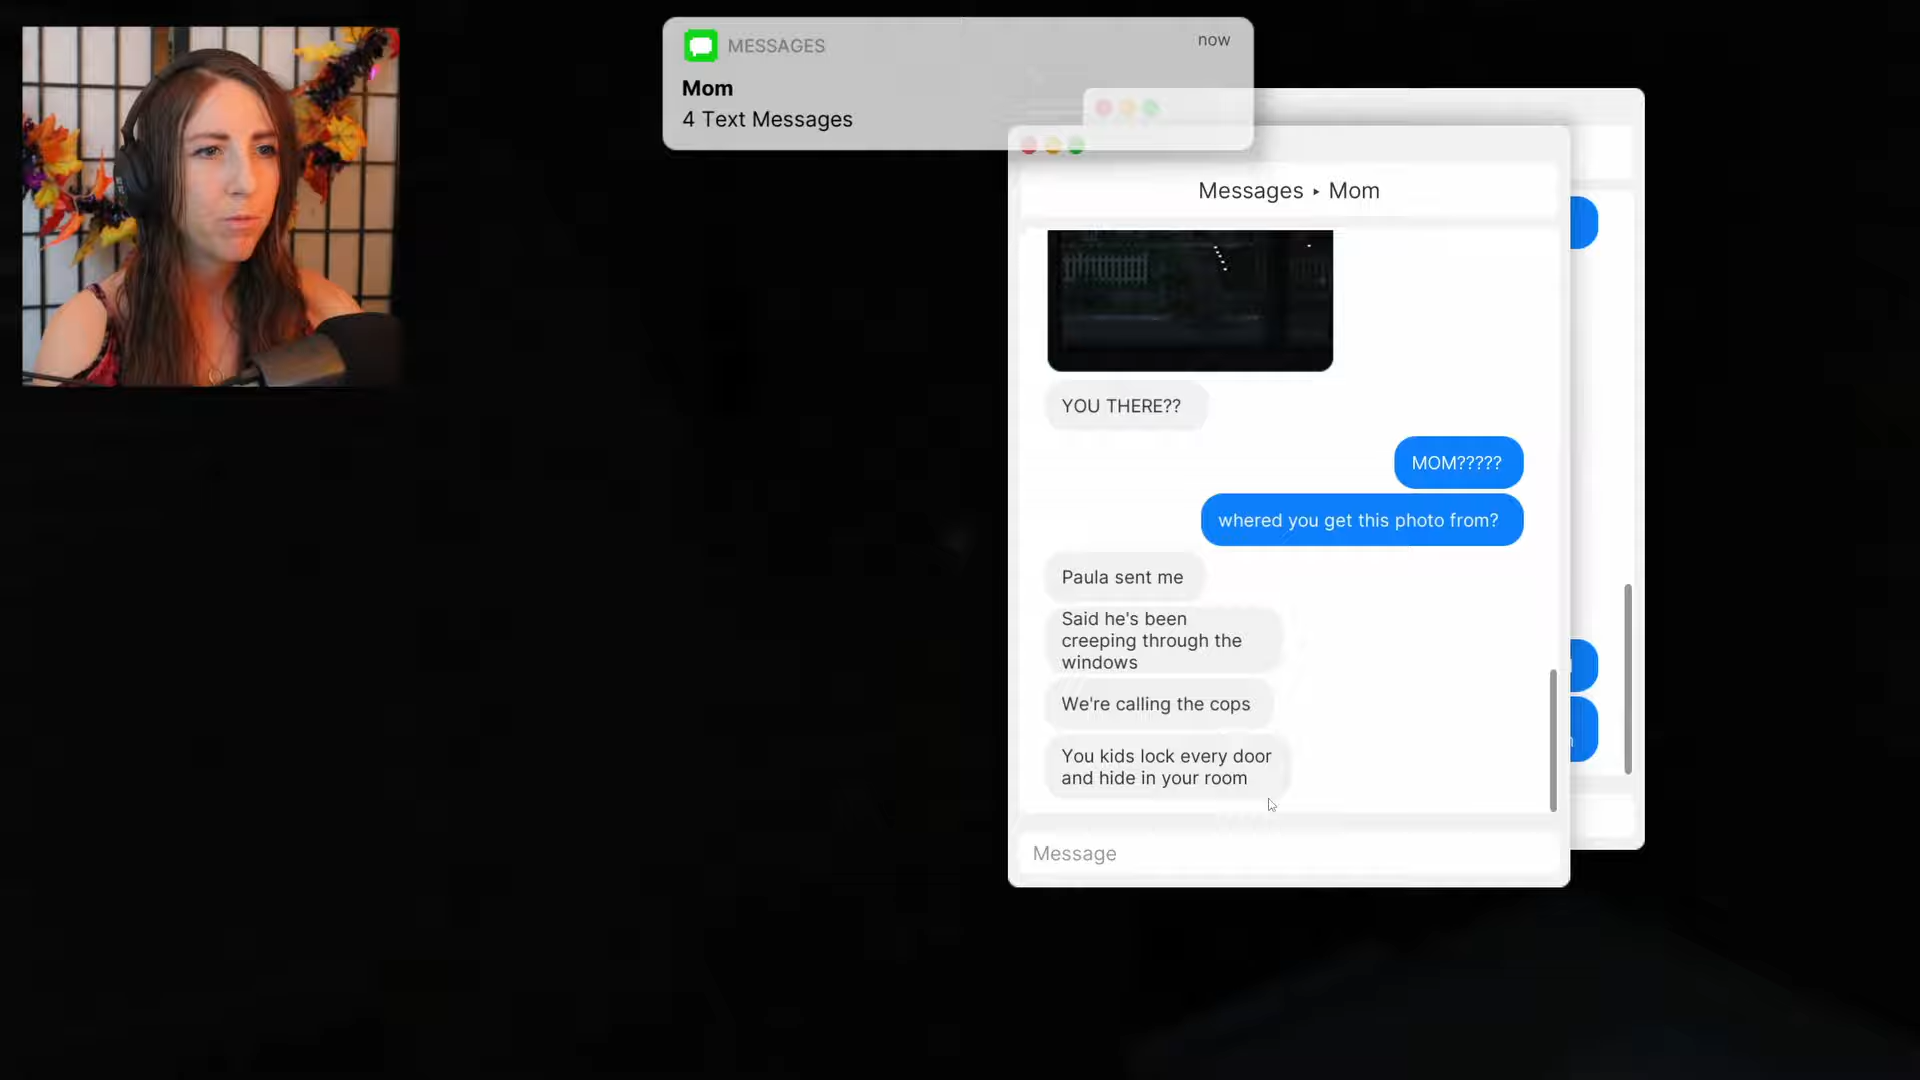 MESSAGES
now
Mom
4 Text Messages
Messages ▸ Mom
YOU THERE??
MOM?????
whered you get this photo from?
Paula sent me
Said he's been
creeping through the
windows
We're calling the cops
You kids lock every door
and hide in your room
Message